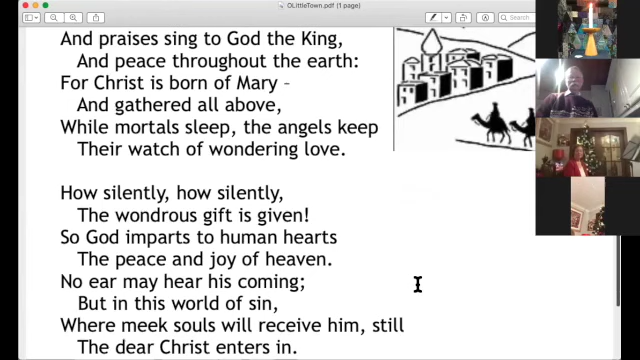 OLittleTown.pdf (1 page)
Search
And praises sing to God the King,
And peace throughout the earth:
For Christ is born of Mary –
And gathered all above,
While mortals sleep, the angels keep
Their watch of wondering love.
How silently, how silently,
The wondrous gift is given!
So God imparts to human hearts
The peace and joy of heaven.
No ear may hear his coming;
But in this world of sin,
Where meek souls will receive him, still
The dear Christ enters in.